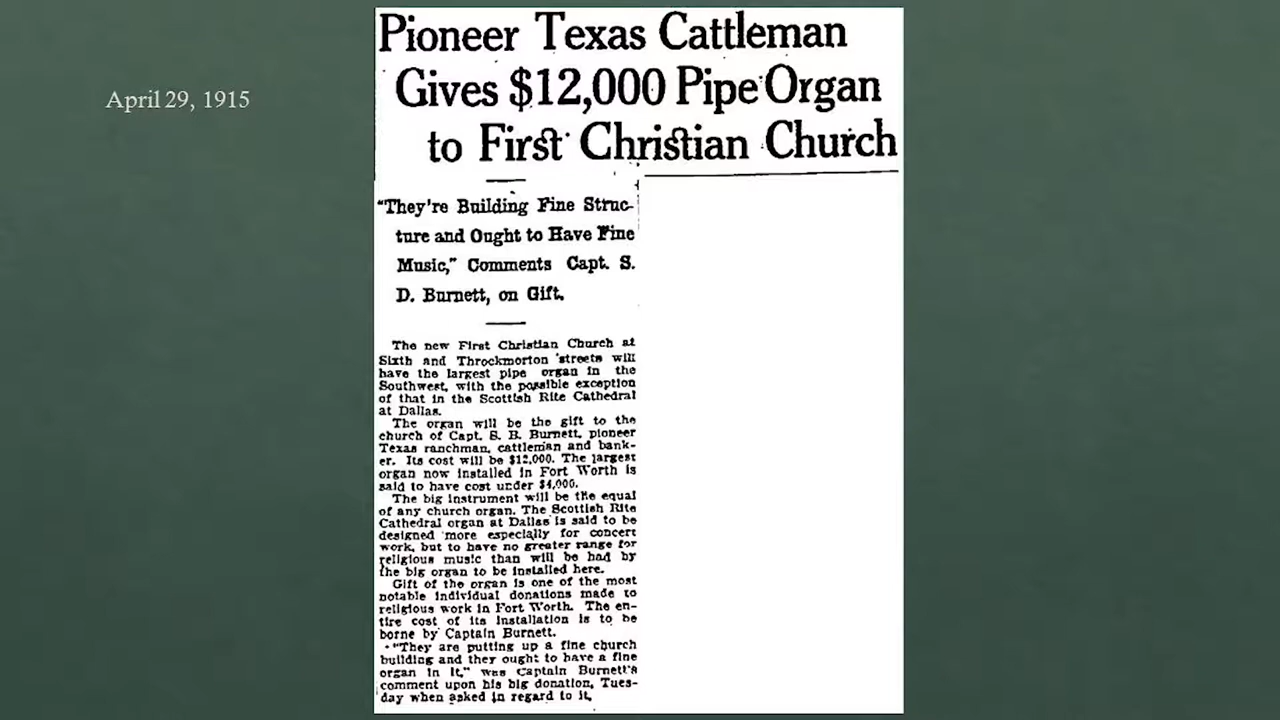 April 29, 1915
Pioneer Texas Cattleman
Gives $12,000 Pipe Organ
to First Christian Church
"They're Building Fine Struc-
ture and Ought to Have Fine
Music," Comments Capt. S.
D. Burnett, on Gift.
The new First Christian Church at
Sixth and Throckmorton streets will
have the largest pipe organ in the
Southwest, with the possible exception
of that in the Scottish Rite Cathedral
at Dallas.
The organ will be the gift to the
church of Capt. S. B. Burnett, pioneer
Texas ranchman, cattleman and bank-
er. Its cost will be $12,000. The largest
organ now installed in Fort Worth is
said to have cost under $4,000.
The big instrument will be the equal
of any church organ. The Scottish Rite
Cathedral organ at Dallas is said to be
designed more especially for concert
work, but to have no greater range for
religious music than will be had by
the big organ to be installed here.
Gift of the organ is one of the most
notable individual donations made to
religious work in Fort Worth. The en-
tire cost of its installation is to be
borne by Captain Burnett.
"They are putting up a fine church
building and they ought to have a fine
organ in it," was Captain Burnett's
comment upon his big donation, Tues-
day when asked in regard to it.